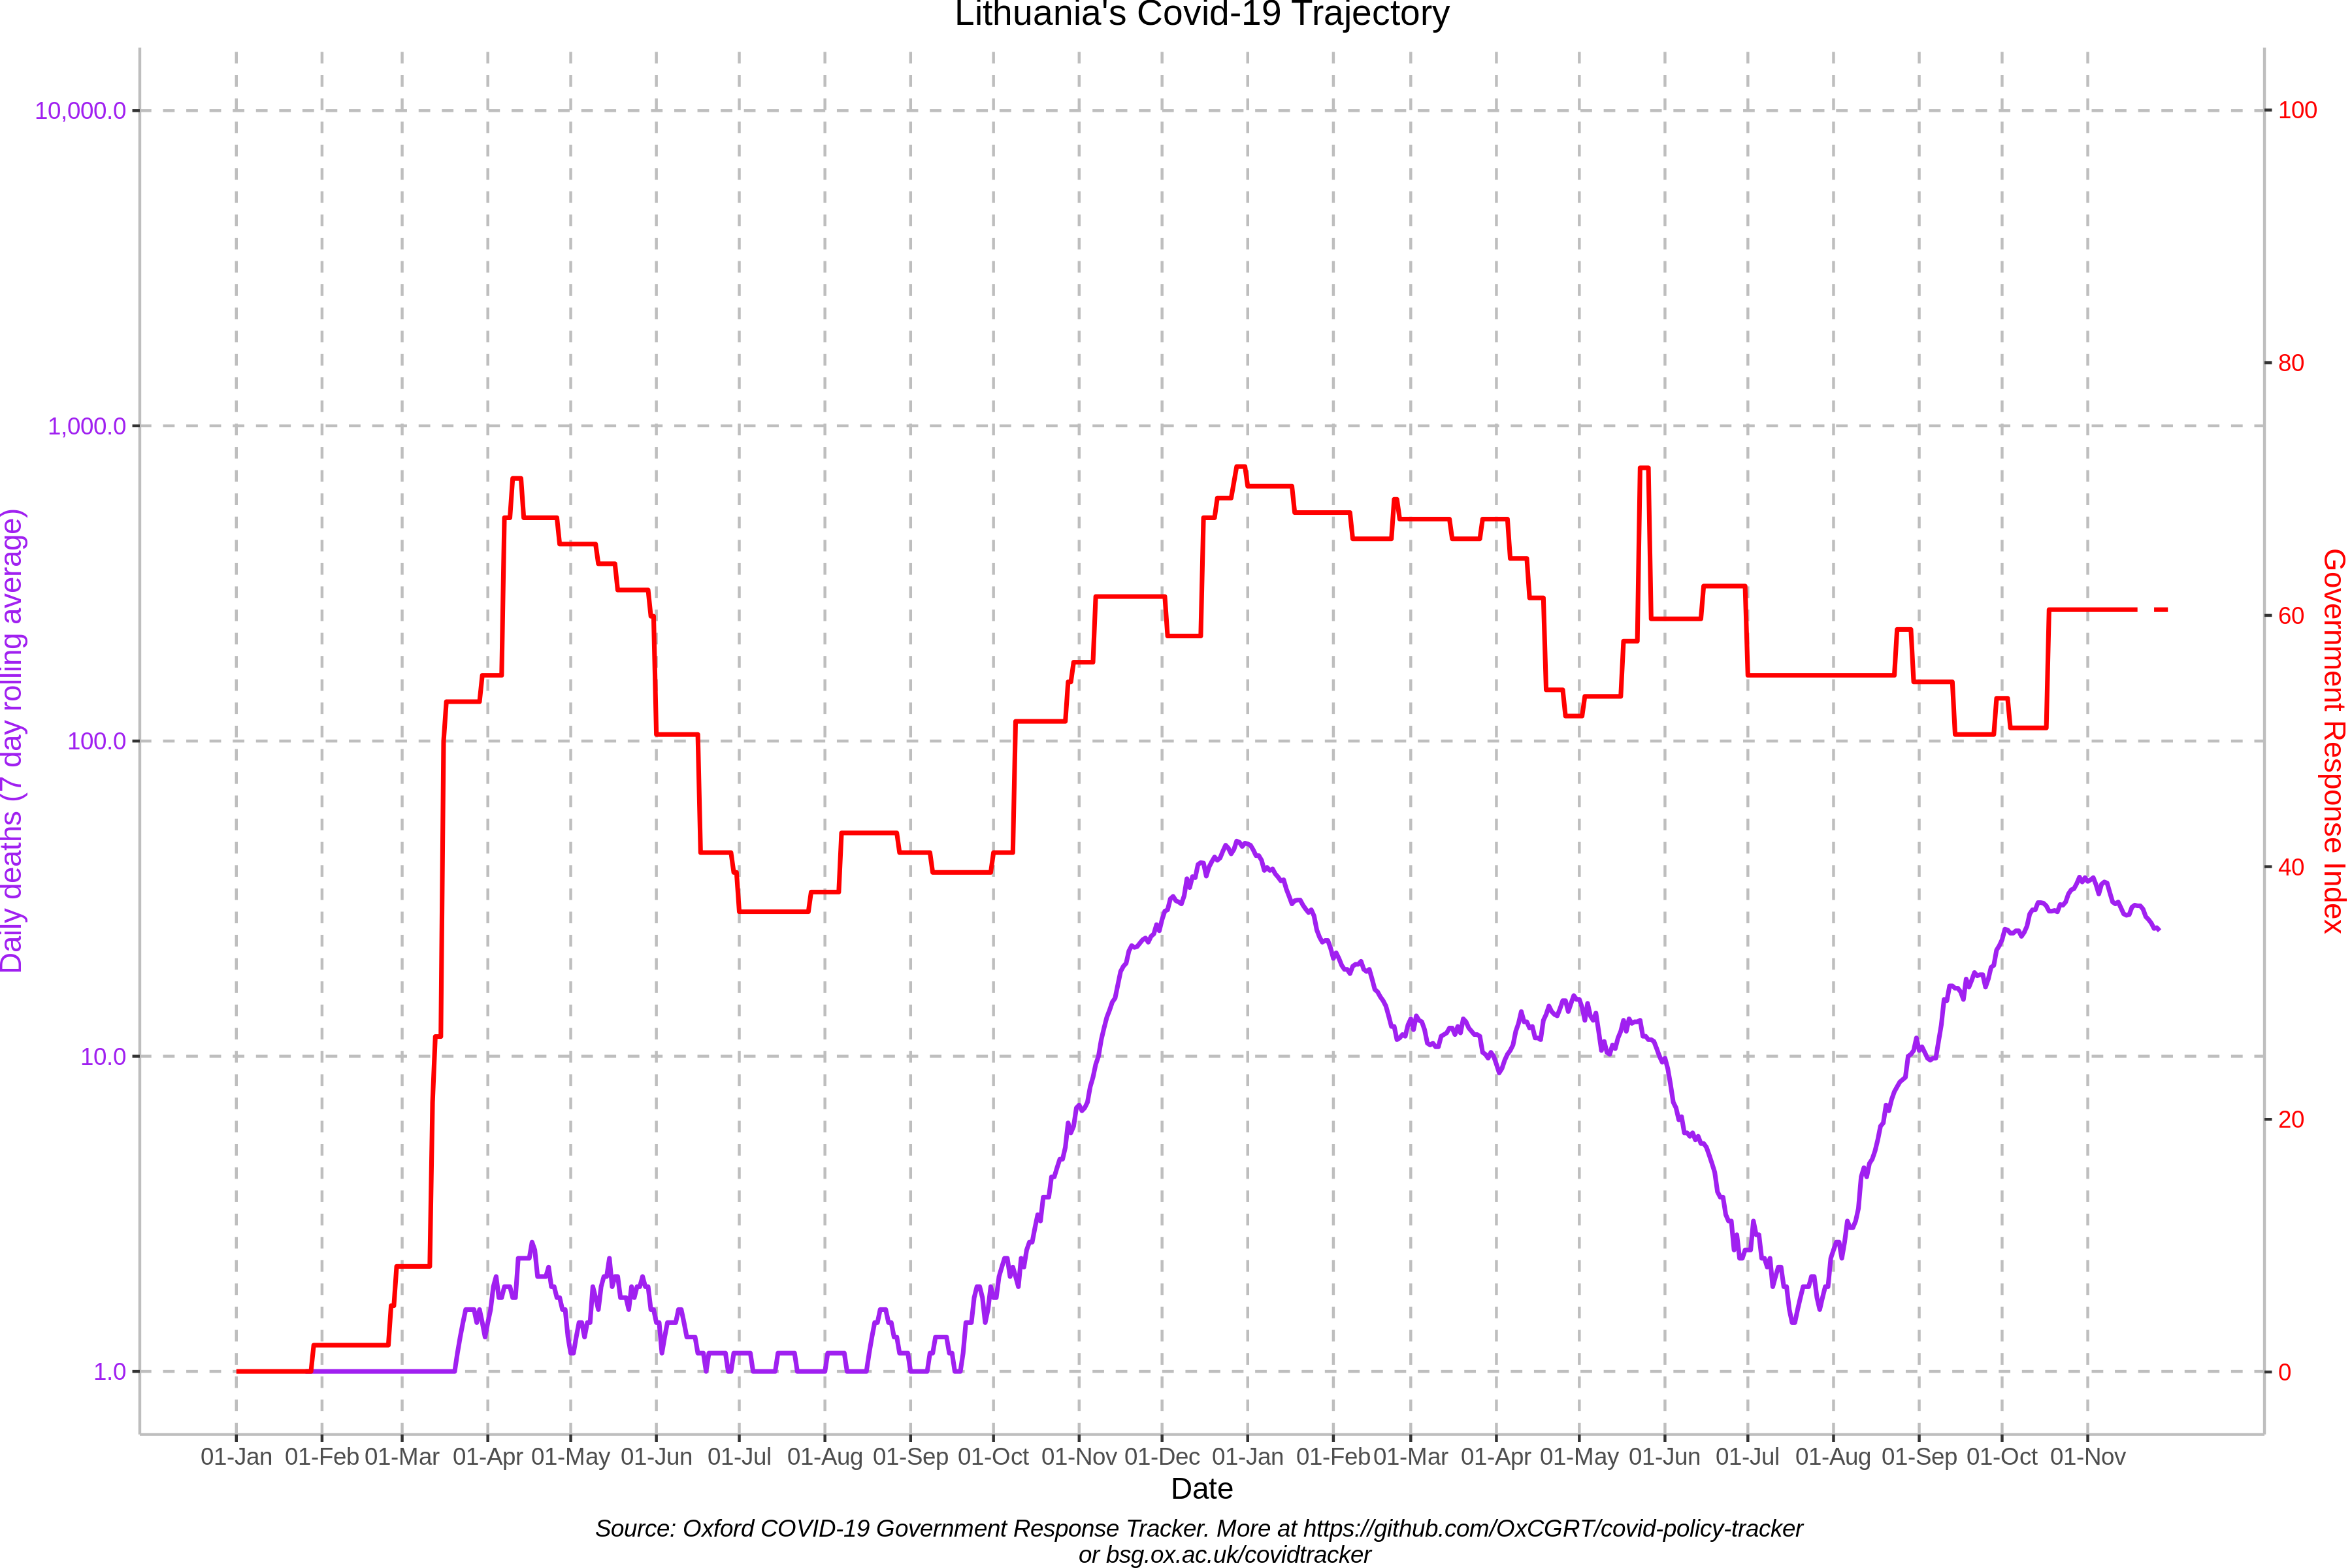 Lithuania's Covid-19 Trajectory
10,000.0
1,000.0
100.0
10.0
1.0
Daily deaths (7 day rolling average)
100
80
60
40
20
0
Government Response Index
01-Jan 01-Feb 01-Mar 01-Apr 01-May 01-Jun 01-Jul 01-Aug 01-Sep 01-Oct 01-Nov 01-Dec 01-Jan 01-Feb 01-Mar 01-Apr 01-May 01-Jun 01-Jul 01-Aug 01-Sep 01-Oct 01-Nov
Date
Source: Oxford COVID-19 Government Response Tracker. More at https://github.com/OxCGRT/covid-policy-tracker
or bsg.ox.ac.uk/covidtracker